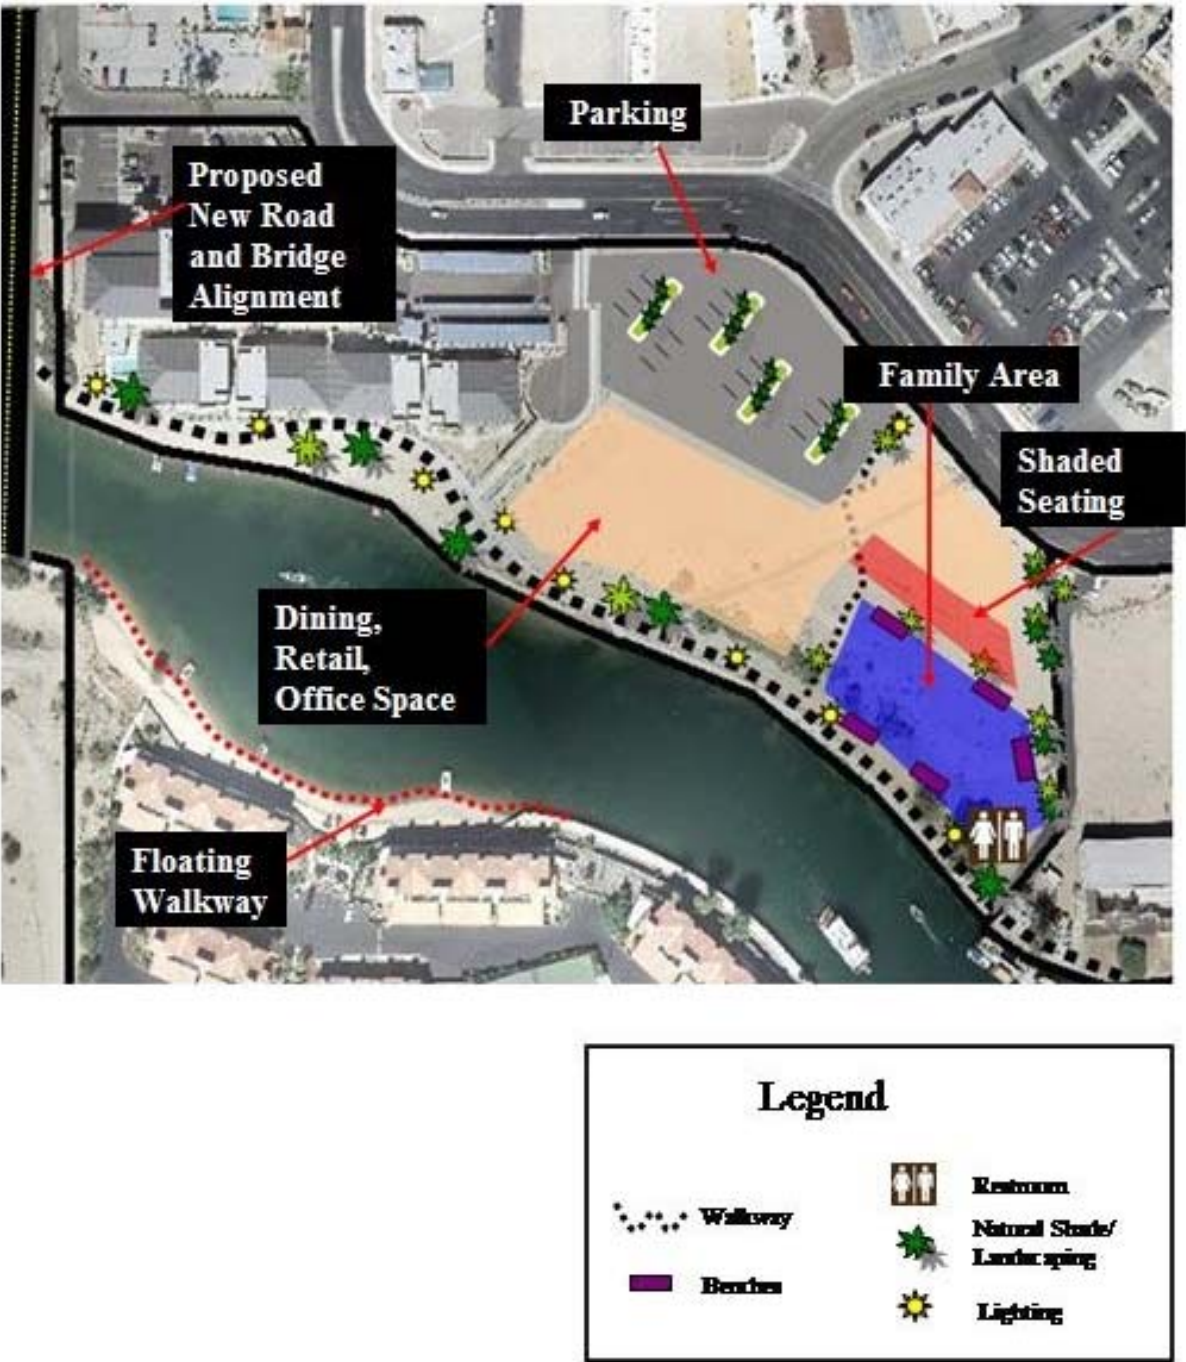 Parking
Proposed
New Road
and Bridge
Alignment
Family Area
Shaded
Seating
Dining,
Retail,
Office Space
Floating
Walkway
Legend
Walkway
Benches
Restroom
Natural Shade/
Landscaping
Lighting